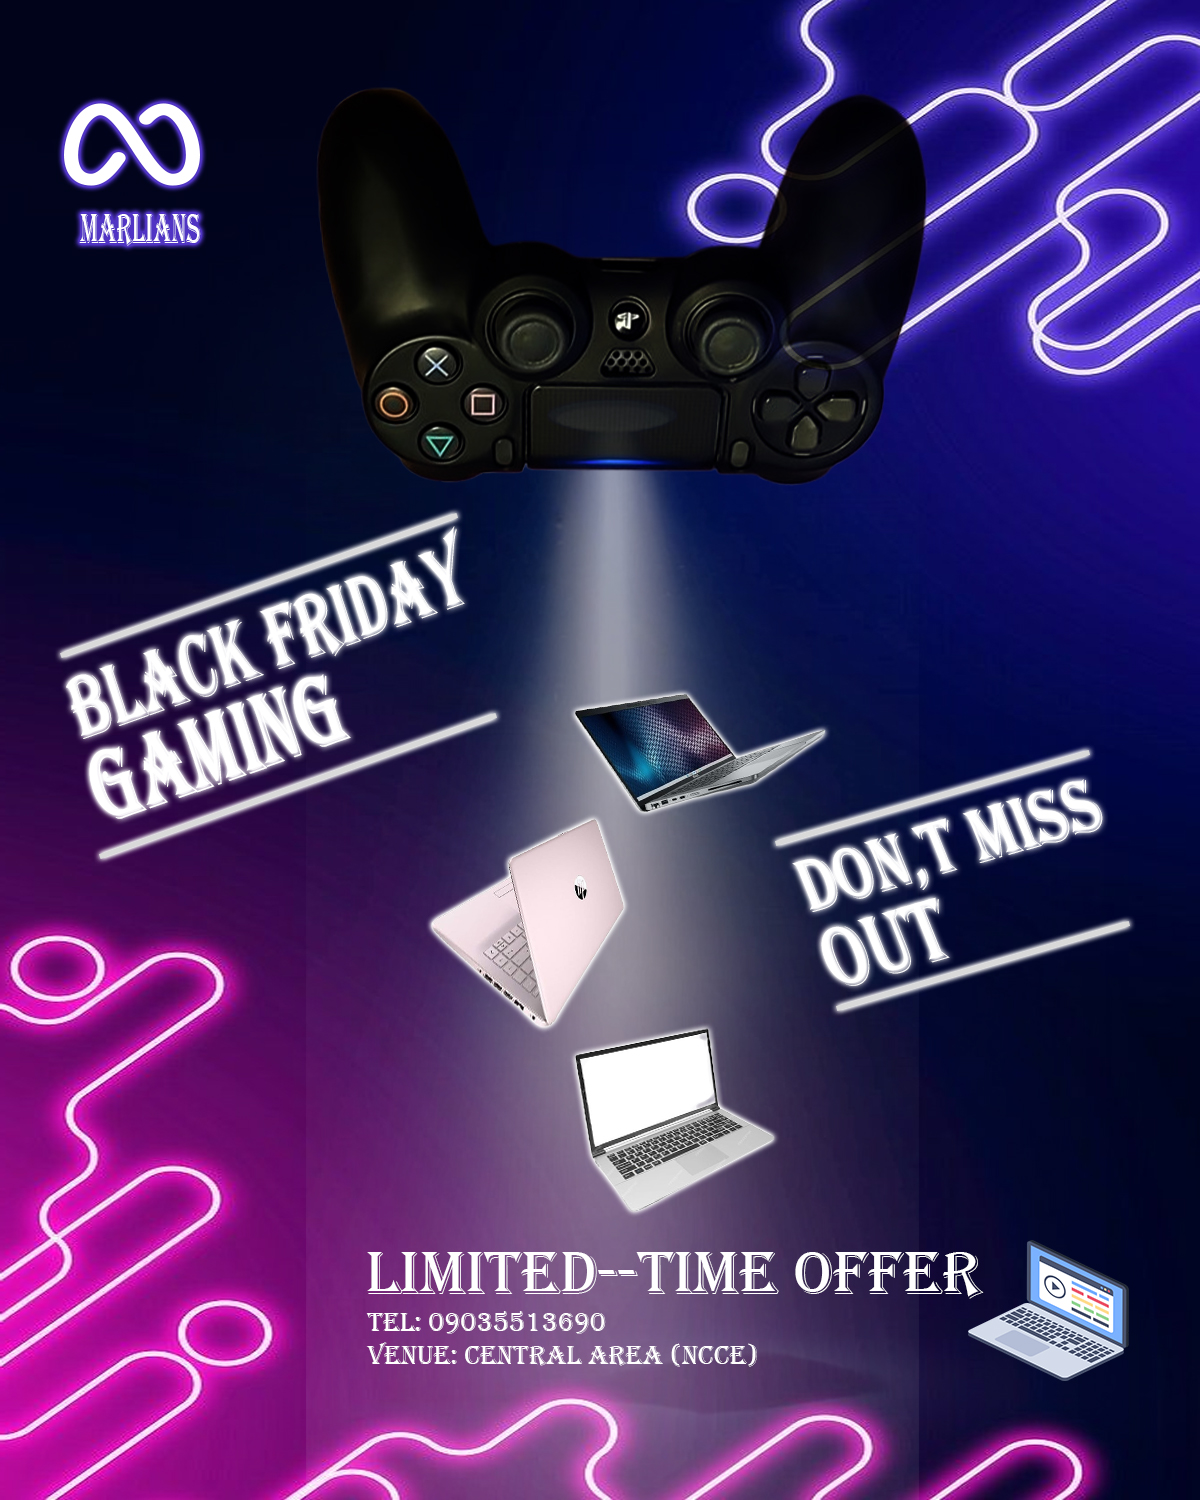 MARLIANS
BLACK FRIDAY
GAMING
DON,T MISS
OUT
LIMITED--TIME OFFER
TEL: 09035513690
VENUE: CENTRAL AREA (NCCE)